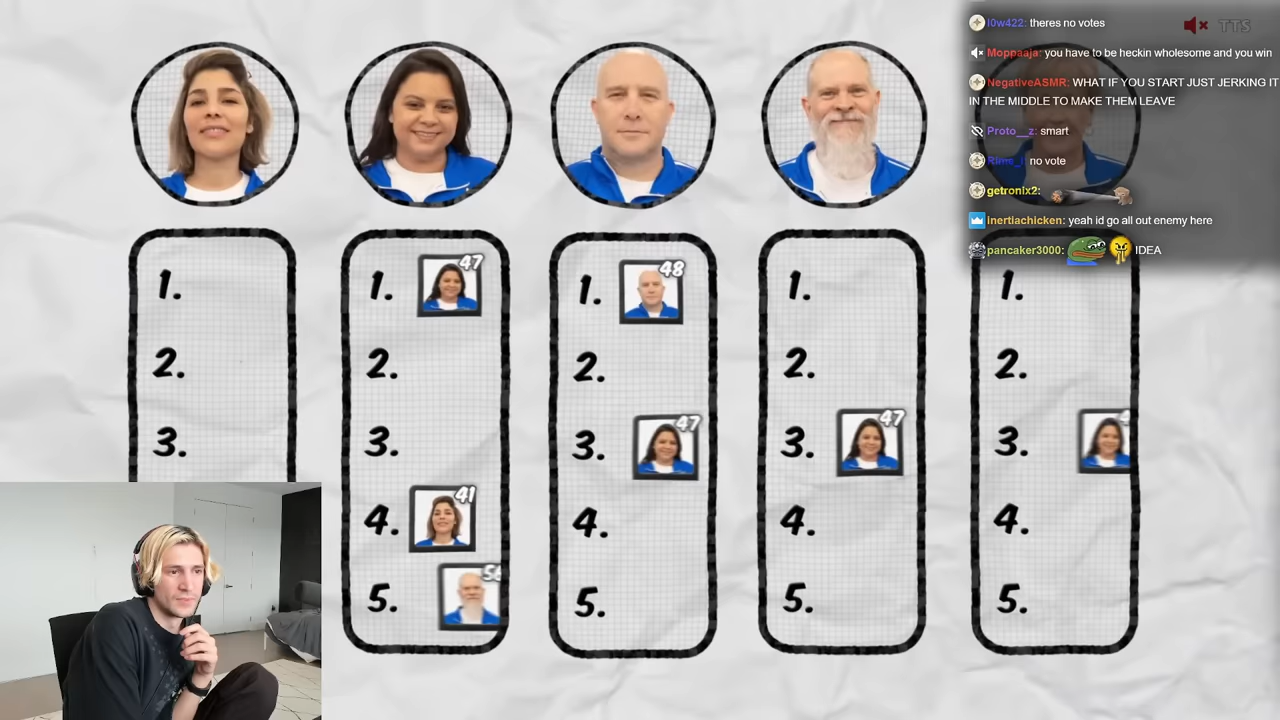 l0w422: theres no votes
TTS
Moppaaja: you have to be heckin wholesome and you win
NegativeASMR: WHAT IF YOU START JUST JERKING IT
IN THE MIDDLE TO MAKE THEM LEAVE
Proto__z: smart
no vote
getronix2:
inertiachicken: yeah id go all out enemy here
pancaker3000: IDEA
1.
2.
3.
1. 47
2.
3.
4. 41
5.
1. 48
2.
3. 47
4.
5.
1.
2.
3. 47
4.
5.
1.
2.
3.
4.
5.